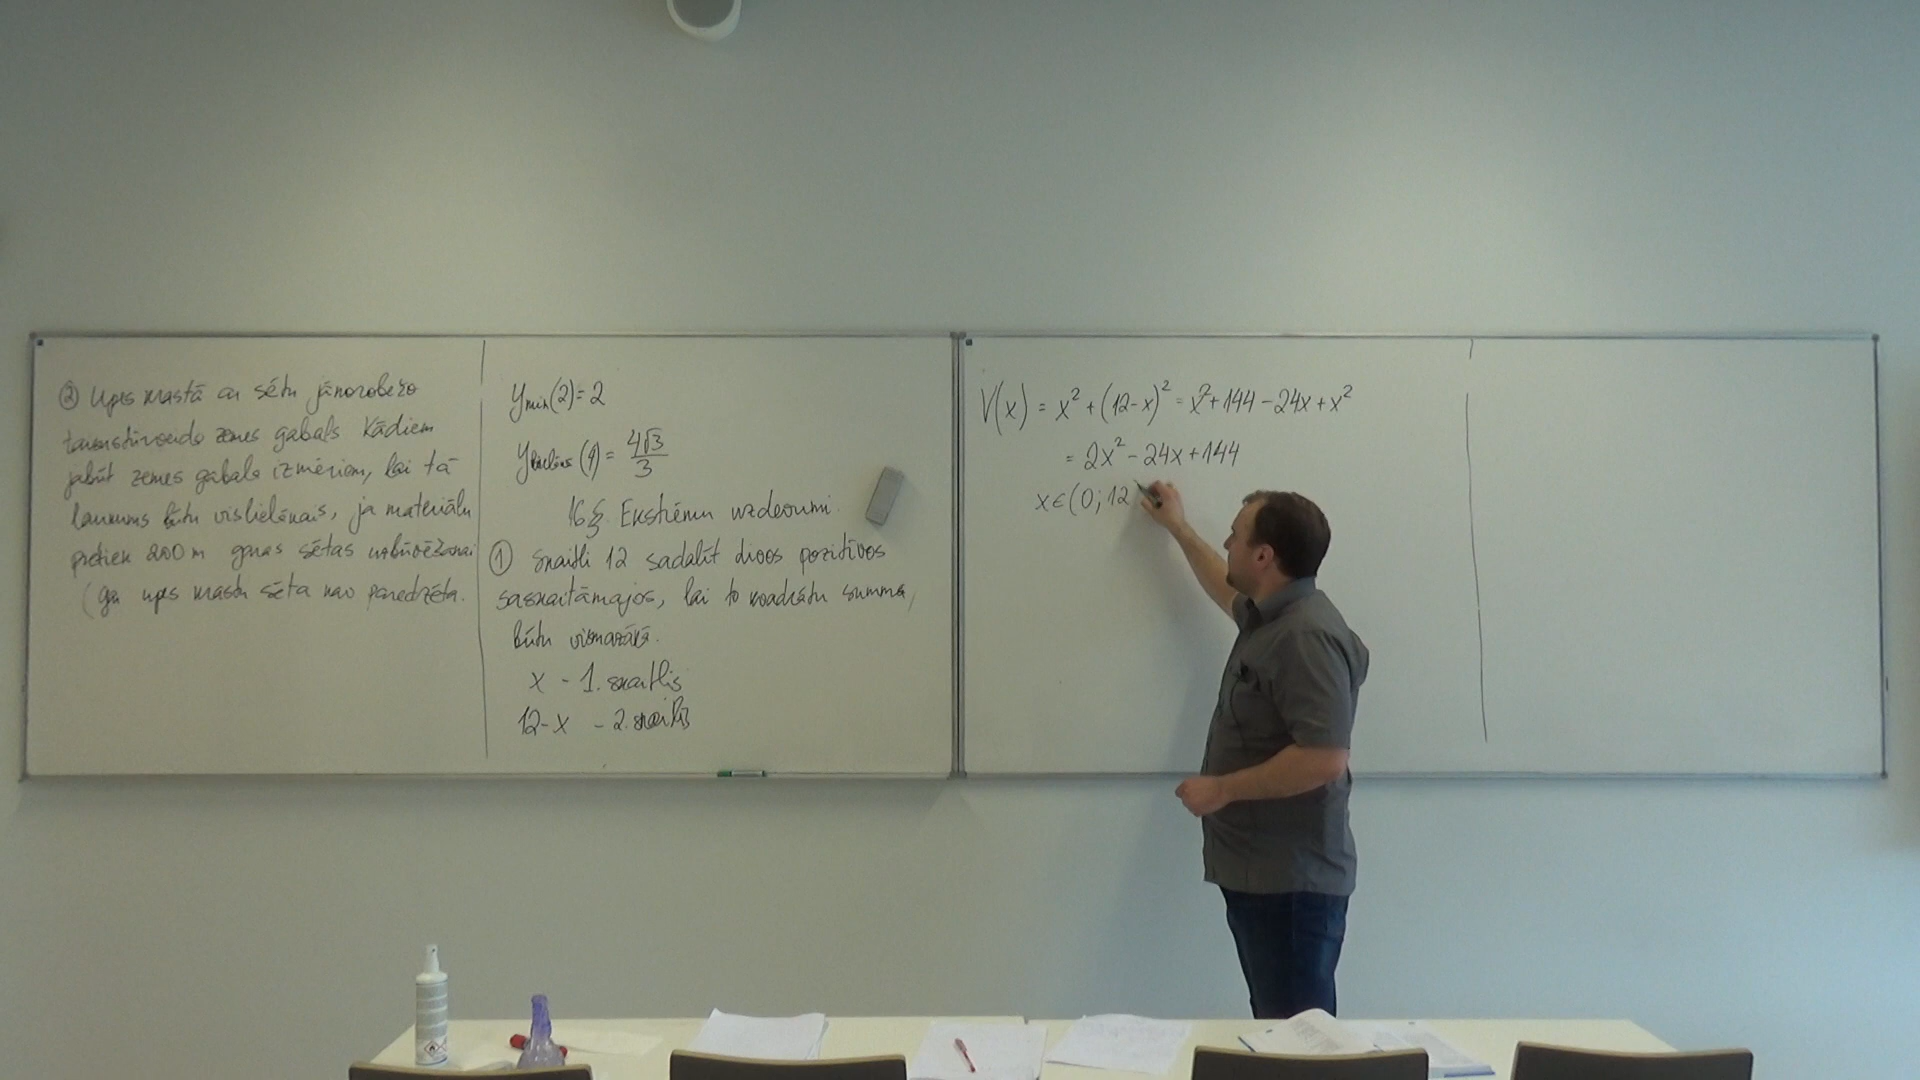 ② Upes krastā ar sētu jānorobežo
taisnstūrveida zemes gabals. Kādiem
jābūt zemes gabala izmēriem, lai tā
laukums būtu vislielākais, ja materiālu
pietiek 200 m garas sētas uzbūvēšanai
(gar upes krastu sēta nav paredzēta.
y min(2) = 2
(4) = 4√3/3
16§. Ekstrēmu uzdevumi.
① Skaitli 12 sadalīt divos pozitīvos
saskaitāmajos, lai to kvadrātu summa
būtu vismazākā.
x - 1. skaitlis
12-x - 2. skaitlis
V(x) = x² + (12-x)² = x² + 144 - 24x + x²
= 2x² - 24x + 144
x ∈ (0; 12